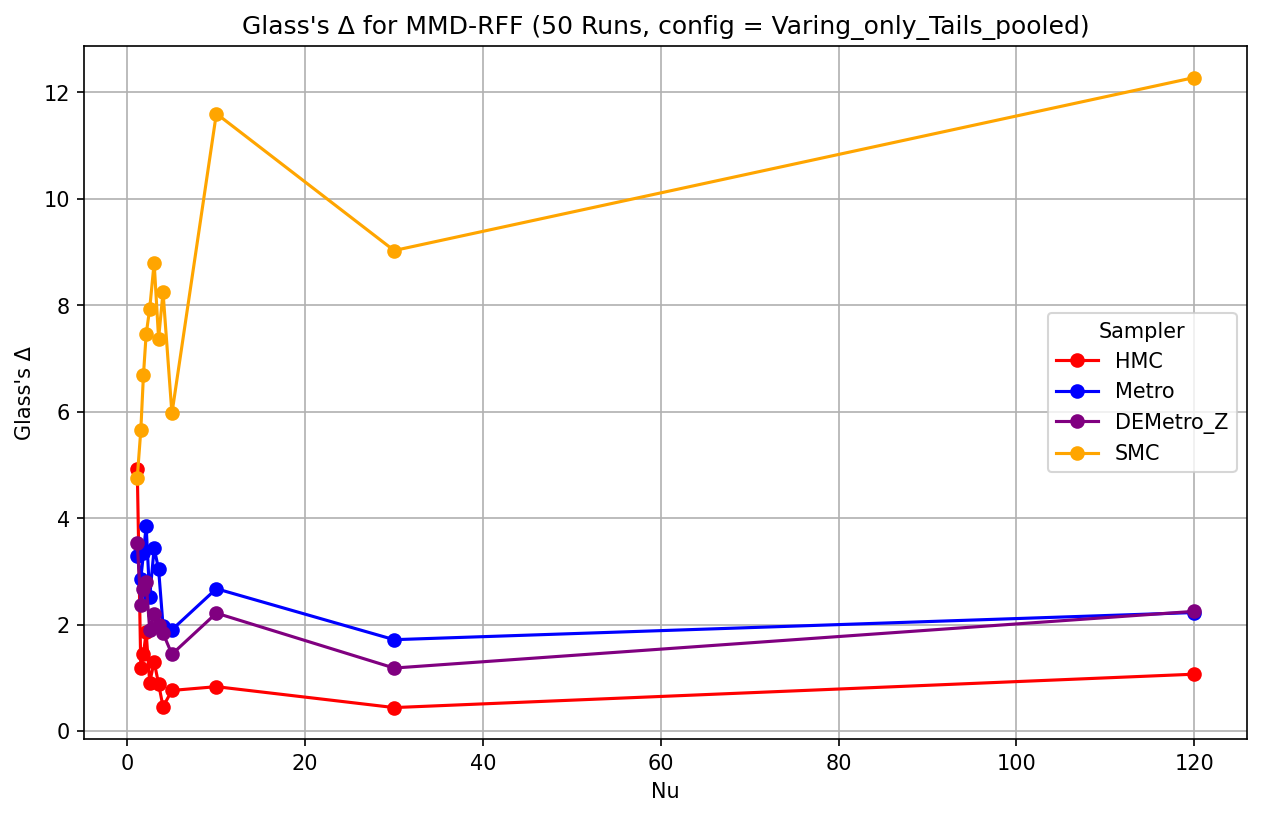 Glass's Δ for MMD-RFF (50 Runs, config = Varing_only_Tails_pooled)
Glass's Δ
12
10
8
6
4
2
0
0 20 40 60 80 100 120
Nu
Sampler
HMC
Metro
DEMetro_Z
SMC